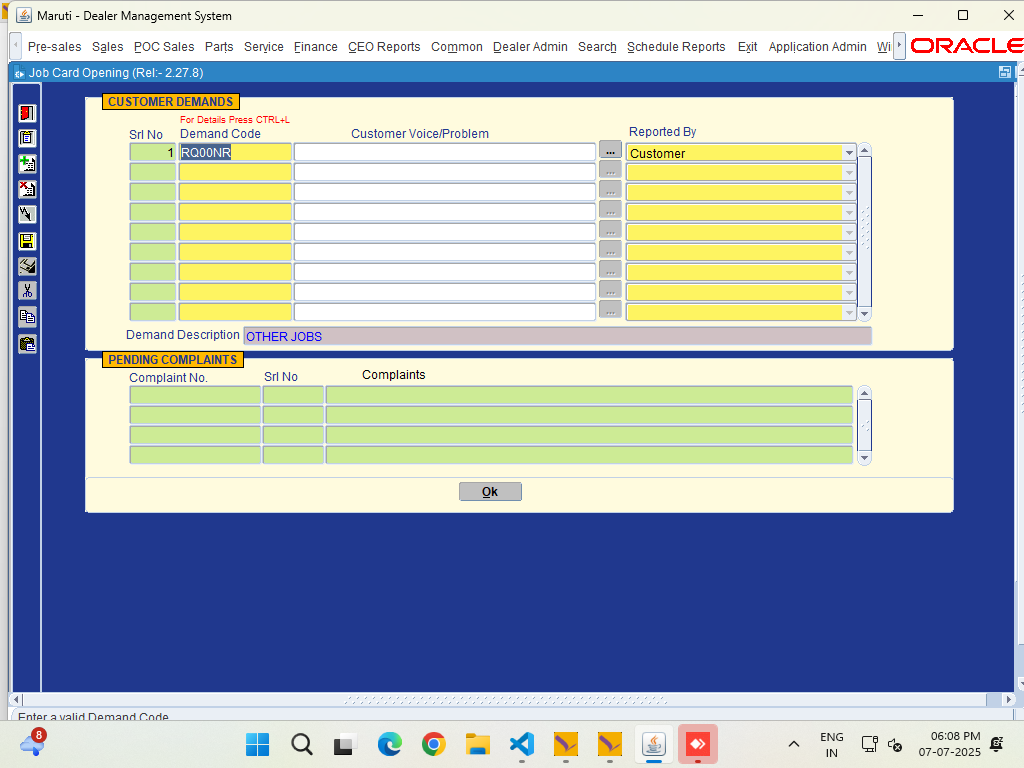 Maruti - Dealer Management System
Pre-sales Sales POC Sales Parts Service Finance CEO Reports Common Dealer Admin Search Schedule Reports Exit Application Admin Wi ORACLE
Job Card Opening (Rel:- 2.27.8)
CUSTOMER DEMANDS
For Details Press CTRL+L
Srl No Demand Code Customer Voice/Problem Reported By
1 RQ00NR ... Customer
...
...
...
...
...
...
...
...
Demand Description OTHER JOBS
PENDING COMPLAINTS
Complaint No. Srl No Complaints
Ok
Enter a valid Demand Code
8
ENG
IN
06:08 PM
07-07-2025